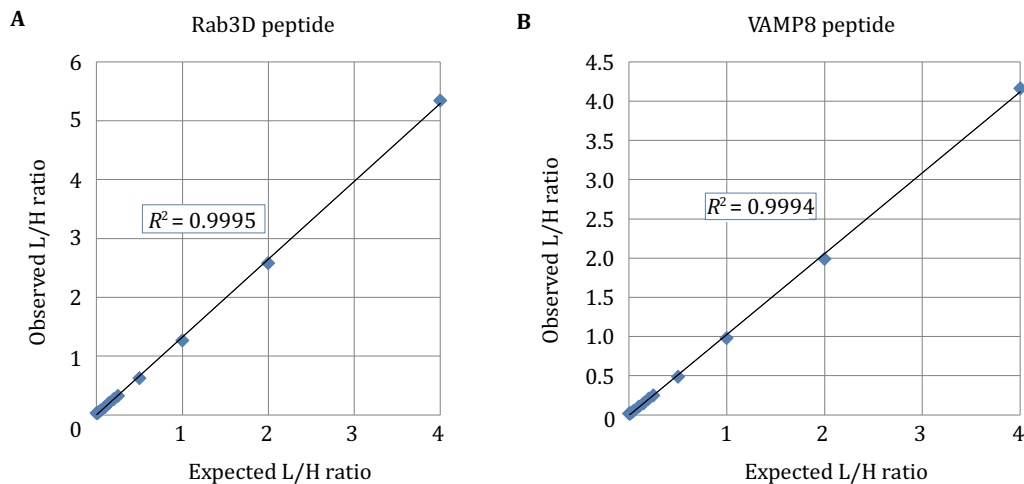 A
Rab3D peptide
6
5
4
3
2
1
0
Observed L/H ratio
R² = 0.9995
1
2
3
4
Expected L/H ratio
B
VAMP8 peptide
4.5
4.0
3.5
3.0
2.5
2.0
1.5
1.0
0.5
0
Observed L/H ratio
R² = 0.9994
1
2
3
4
Expected L/H ratio